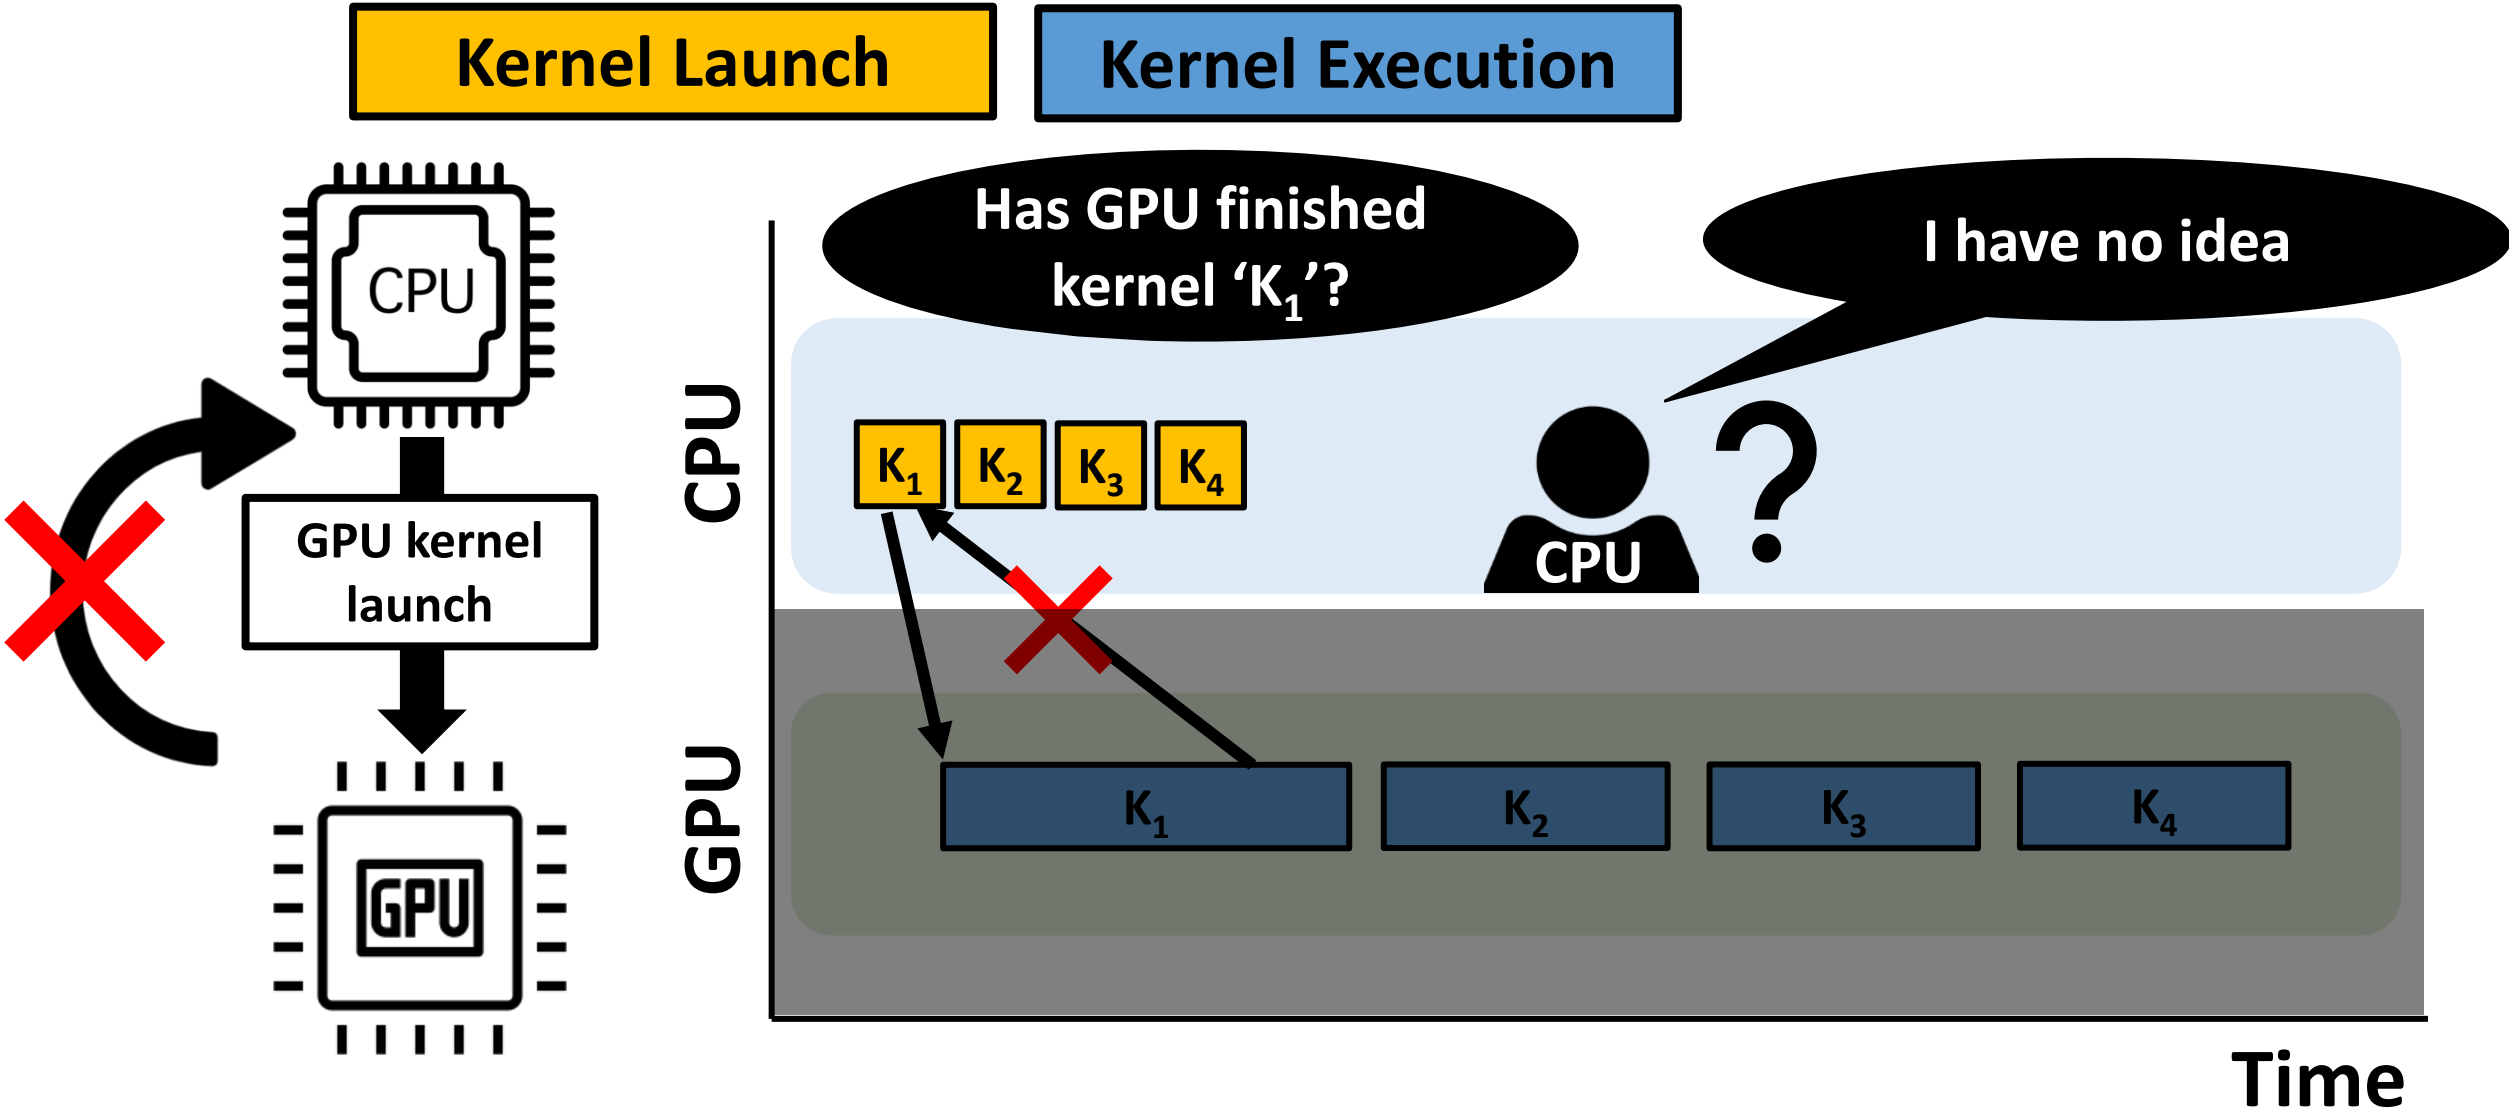 Kernel Launch
Kernel Execution
Has GPU finished
kernel ‘K1’?
I have no idea
CPU
GPU kernel
launch
GPU
CPU
K1
K2
K3
K4
CPU
GPU
K1
K2
K3
K4
Time